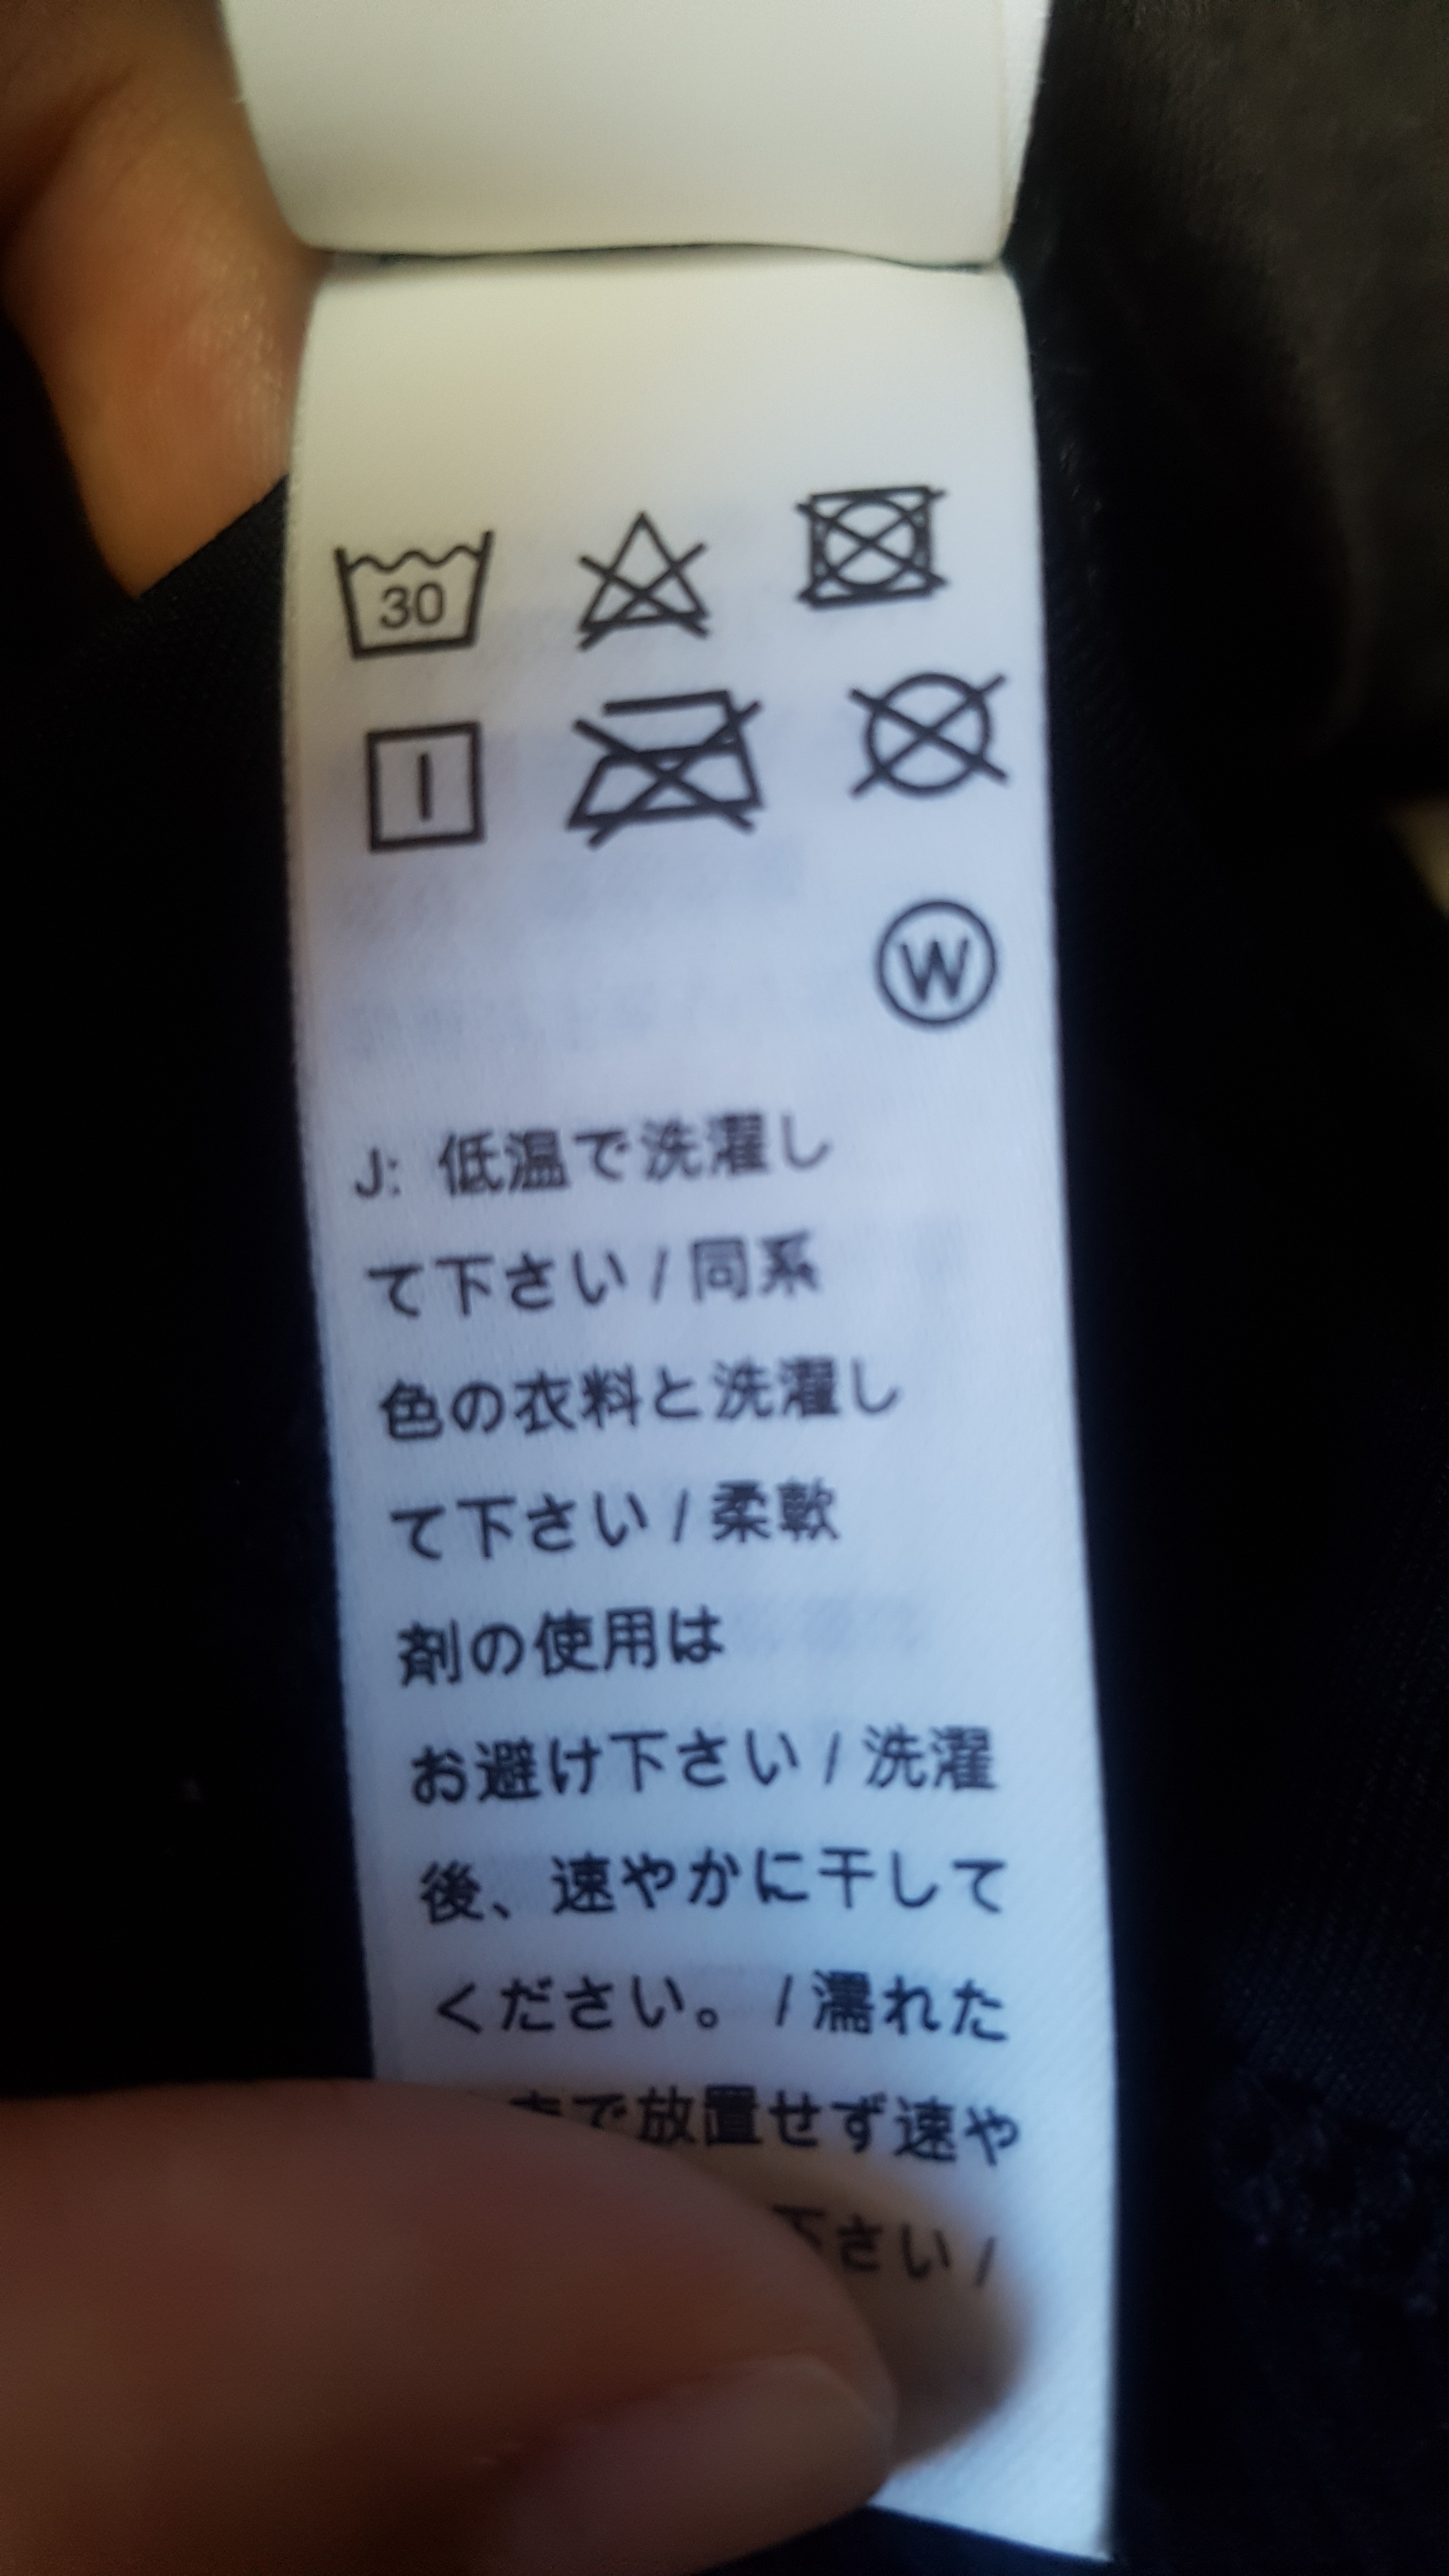 30
W
J: 低温で洗濯し
て下さい / 同系
色の衣料と洗濯し
て下さい / 柔軟
剤の使用は
お避け下さい / 洗濯
後、速やかに干して
ください。 / 濡れた
で放置せず速や
下さい /